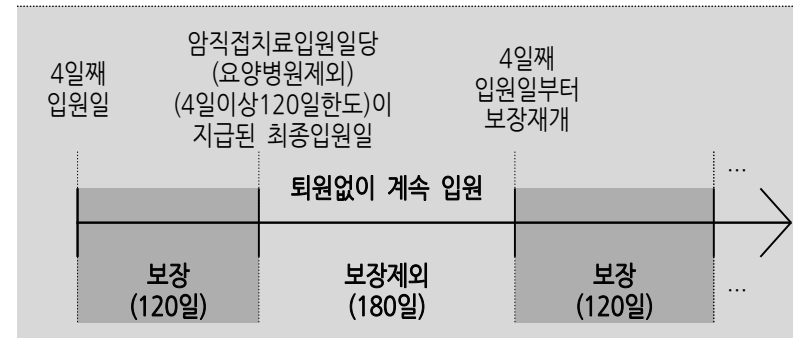 4일째
입원일
암직접치료입원일당
(요양병원제외)
(4일이상120일한도)이
지급된 최종입원일
4일째
입원일부터
보장재개
...
퇴원없이 계속 입원
보장
(120일)
보장제외
(180일)
보장
(120일)
...